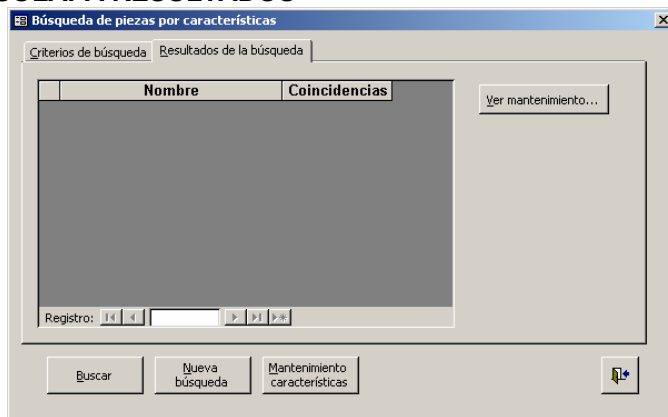 Búsqueda de piezas por características
Criterios de búsqueda Resultados de la búsqueda
Nombre Coincidencias
Ver mantenimiento...
Registro:
Buscar
Nueva búsqueda
Mantenimiento características